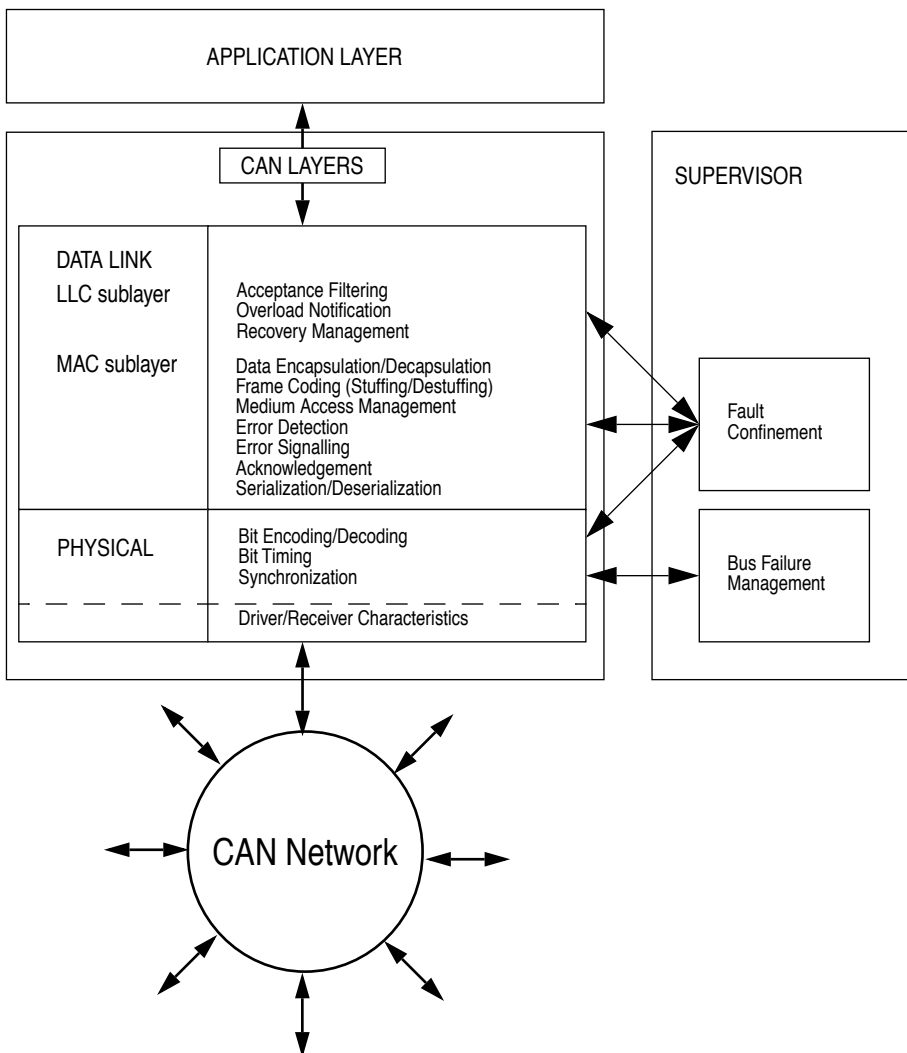 APPLICATION LAYER
CAN LAYERS
SUPERVISOR
DATA LINK
LLC sublayer
Acceptance Filtering
Overload Notification
Recovery Management
MAC sublayer
Data Encapsulation/Decapsulation
Frame Coding (Stuffing/Destuffing)
Medium Access Management
Error Detection
Error Signalling
Acknowledgement
Serialization/Deserialization
Fault
Confinement
PHYSICAL
Bit Encoding/Decoding
Bit Timing
Synchronization
Driver/Receiver Characteristics
Bus Failure
Management
CAN Network